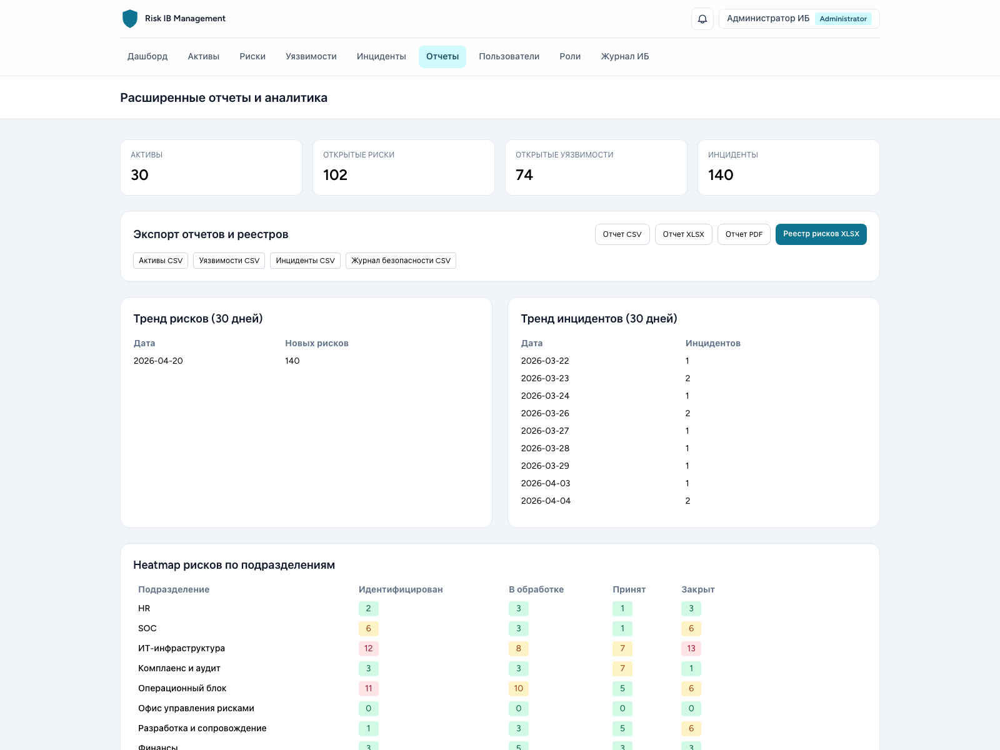 Risk IB Management
Администратор ИБ Administrator
Дашборд Активы Риски Уязвимости Инциденты Отчеты Пользователи Роли Журнал ИБ
Расширенные отчеты и аналитика
АКТИВЫ ОТКРЫТЫЕ РИСКИ ОТКРЫТЫЕ УЯЗВИМОСТИ ИНЦИДЕНТЫ
30 102 74 140
Экспорт отчетов и реестров
Отчет CSV Отчет XLSX Отчет PDF Реестр рисков XLSX
Активы CSV Уязвимости CSV Инциденты CSV Журнал безопасности CSV
Тренд рисков (30 дней)
Дата Новых рисков
2026-04-20 140
Тренд инцидентов (30 дней)
Дата Инцидентов
2026-03-22 1
2026-03-23 2
2026-03-24 1
2026-03-26 2
2026-03-27 1
2026-03-28 1
2026-03-29 1
2026-04-03 1
2026-04-04 2
Heatmap рисков по подразделениям
Подразделение Идентифицирован В обработке Принят Закрыт
HR 2 3 1 3
SOC 6 3 1 6
ИТ-инфраструктура 12 8 7 13
Комплаенс и аудит 3 3 7 1
Операционный блок 11 10 5 6
Офис управления рисками 0 0 0 0
Разработка и сопровождение 1 3 5 6
Финансы 3 5 3 3